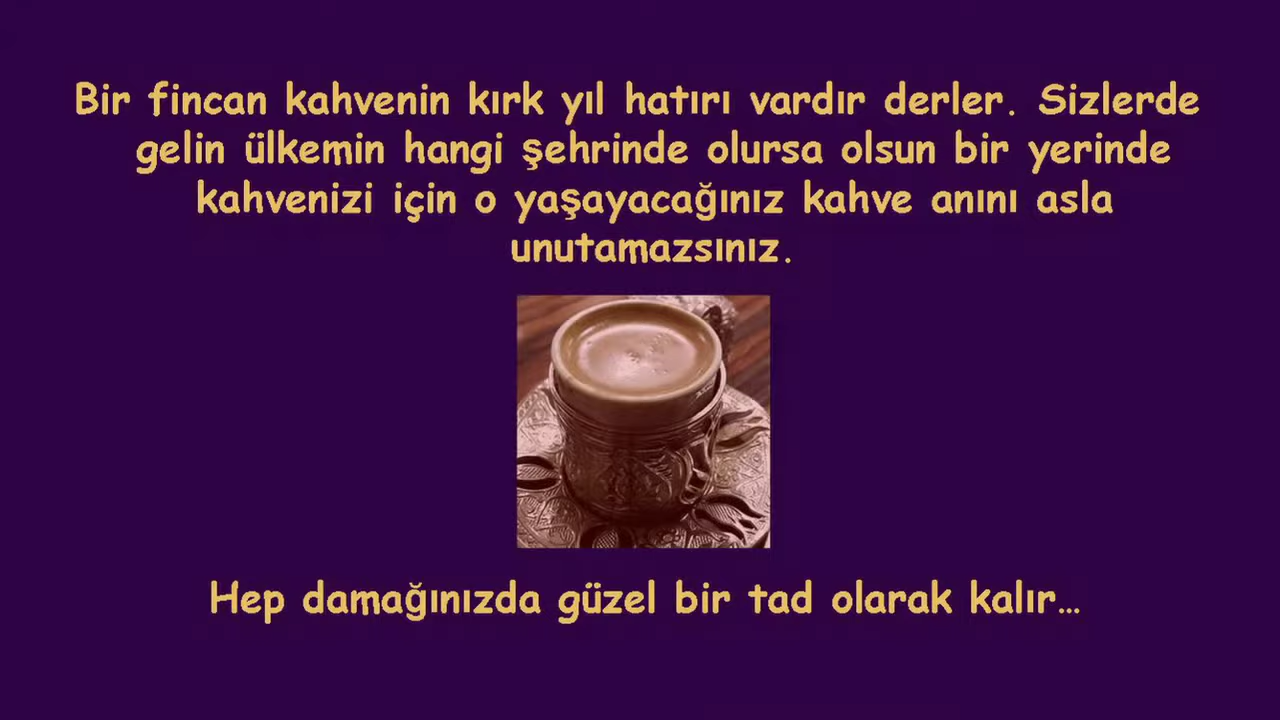 Bir fincan kahvenin kırk yıl hatırı vardır derler. Sizlerde
gelin ülkemin hangi şehrinde olursa olsun bir yerinde
kahvenizi için o yaşayacağınız kahve anını asla
unutamazsınız.
Hep damağınızda güzel bir tad olarak kalır…